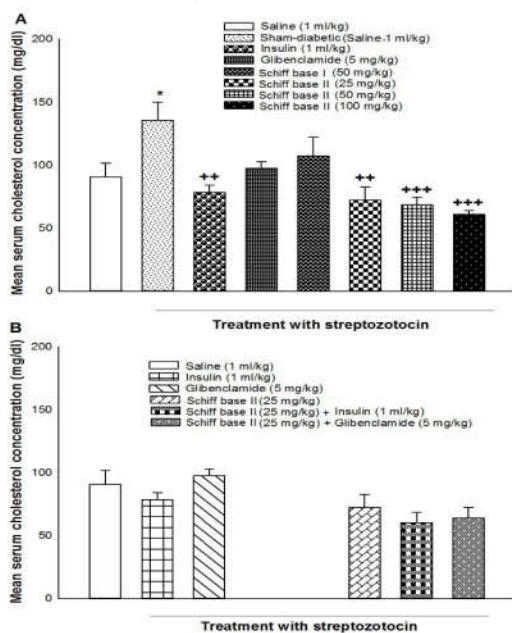 A
Saline (1 ml/kg)
Sham-diabetic (Saline 1 ml/kg)
Insulin (1 ml/kg)
Glibenclamide (5 mg/kg)
Schiff base I (50 mg/kg)
Schiff base II (25 mg/kg)
Schiff base II (50 mg/kg)
Schiff base II (100 mg/kg)
Mean serum cholesterol concentration (mg/dl)
200
150
100
50
0
*
++
++
+++
+++
Treatment with streptozotocin
B
Saline (1 ml/kg)
Insulin (1 ml/kg)
Glibenclamide (5 mg/kg)
Schiff base II (25 mg/kg)
Schiff base II (25 mg/kg) + Insulin (1 ml/kg)
Schiff base II (25 mg/kg) + Glibenclamide (5 mg/kg)
Mean serum cholesterol concentration (mg/dl)
200
150
100
50
0
Treatment with streptozotocin